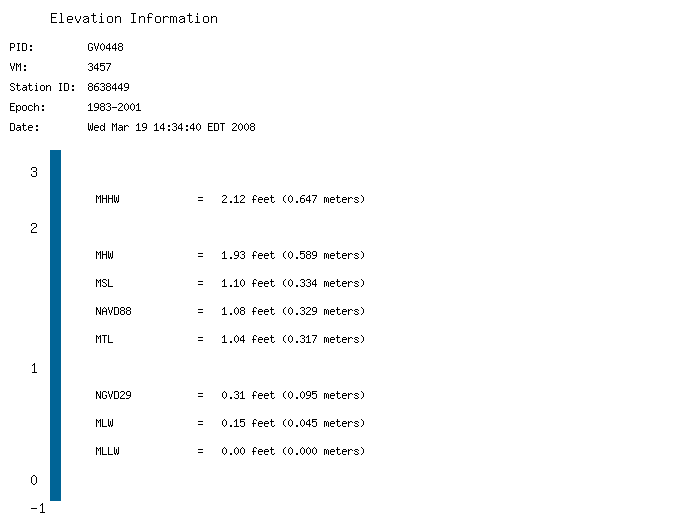 Elevation Information
PID: GV0448
VM: 3457
Station ID: 8638449
Epoch: 1983-2001
Date: Wed Mar 19 14:34:40 EDT 2008
3
MHHW = 2.12 feet (0.647 meters)
2
MHW = 1.93 feet (0.589 meters)
MSL = 1.10 feet (0.334 meters)
NAVD88 = 1.08 feet (0.329 meters)
MTL = 1.04 feet (0.317 meters)
1
NGVD29 = 0.31 feet (0.095 meters)
MLW = 0.15 feet (0.045 meters)
MLLW = 0.00 feet (0.000 meters)
0
-1